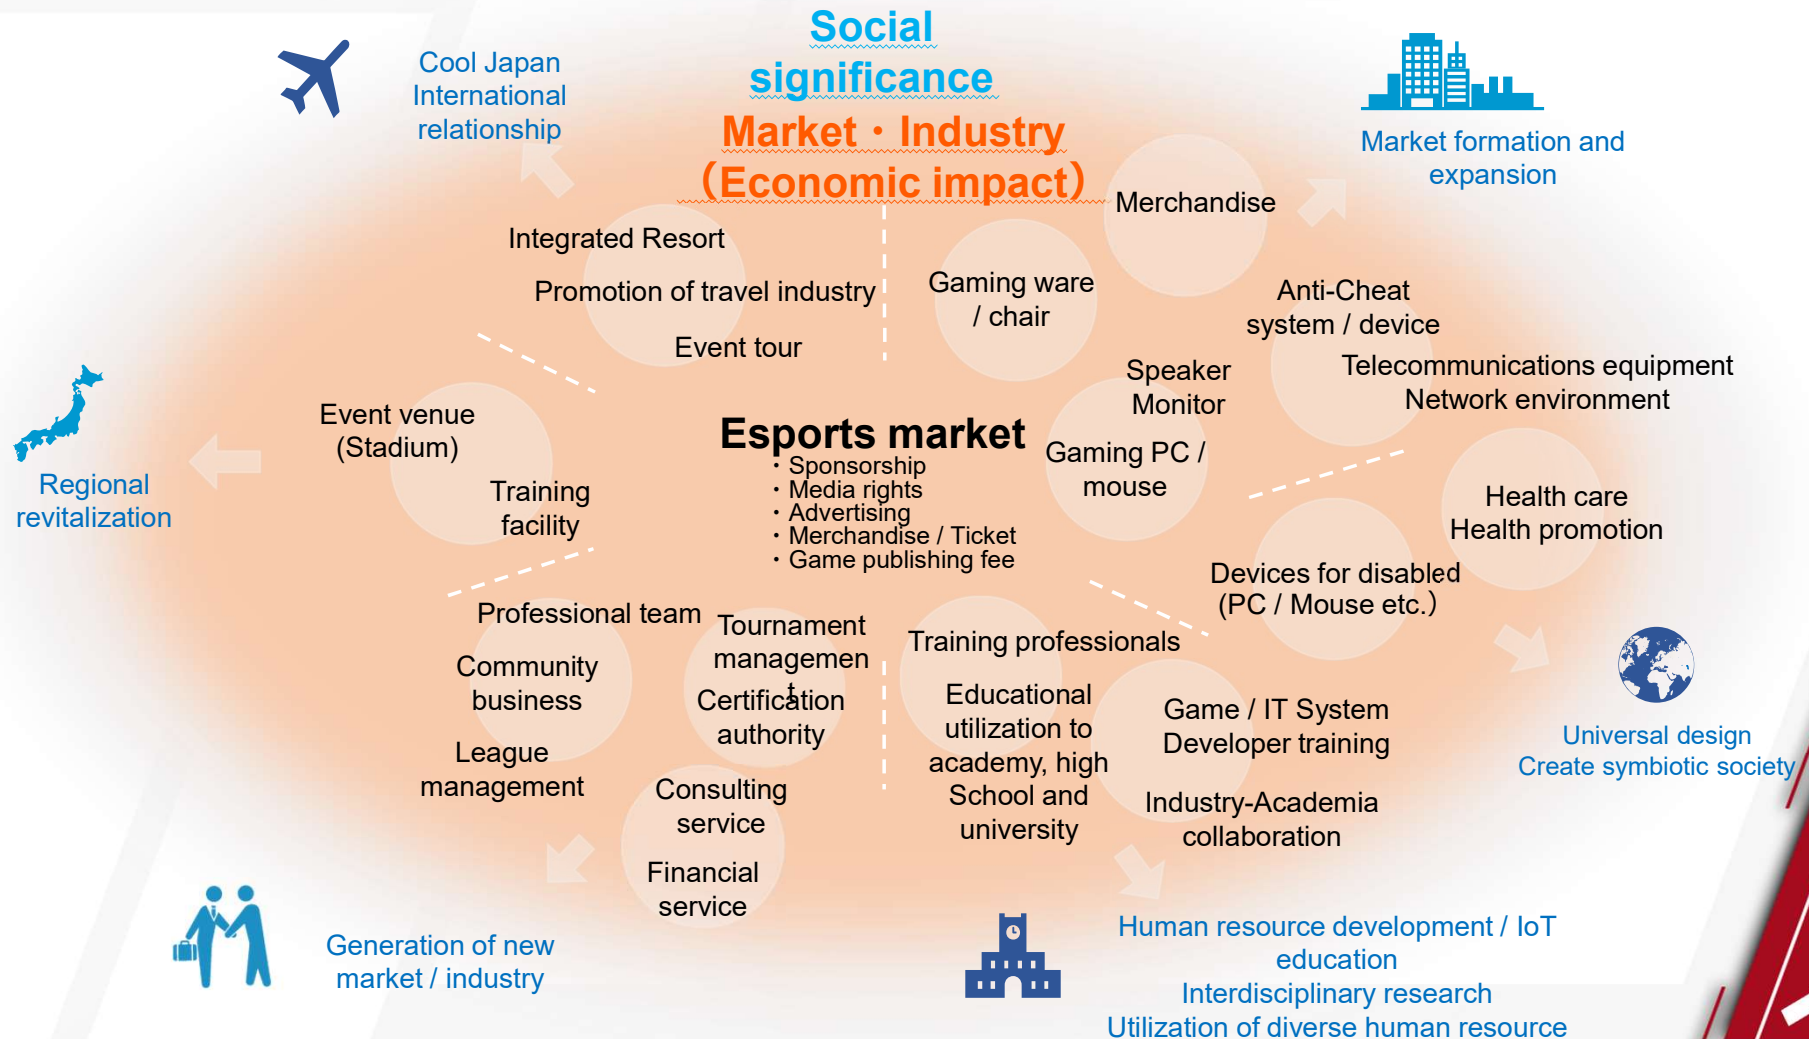 Social
significance
Market・Industry
（Economic impact）
Cool Japan
International
relationship
Market formation and
expansion
Integrated Resort
Promotion of travel industry
Event tour
Merchandise
Gaming ware
/ chair
Anti-Cheat
system / device
Speaker
Monitor
Telecommunications equipment
Network environment
Gaming PC /
mouse
Event venue
(Stadium)
Training
facility
Regional
revitalization
Esports market
・Sponsorship
・Media rights
・Advertising
・Merchandise / Ticket
・Game publishing fee
Health care
Health promotion
Devices for disabled
(PC / Mouse etc.）
Universal design
Create symbiotic society
Professional team
Community
business
League
management
Tournament
managemen
t
Certification
authority
Consulting
service
Financial
service
Training professionals
Educational
utilization to
academy, high
School and
university
Game / IT System
Developer training
Industry-Academia
collaboration
Generation of new
market / industry
Human resource development / IoT
education
Interdisciplinary research
Utilization of diverse human resource